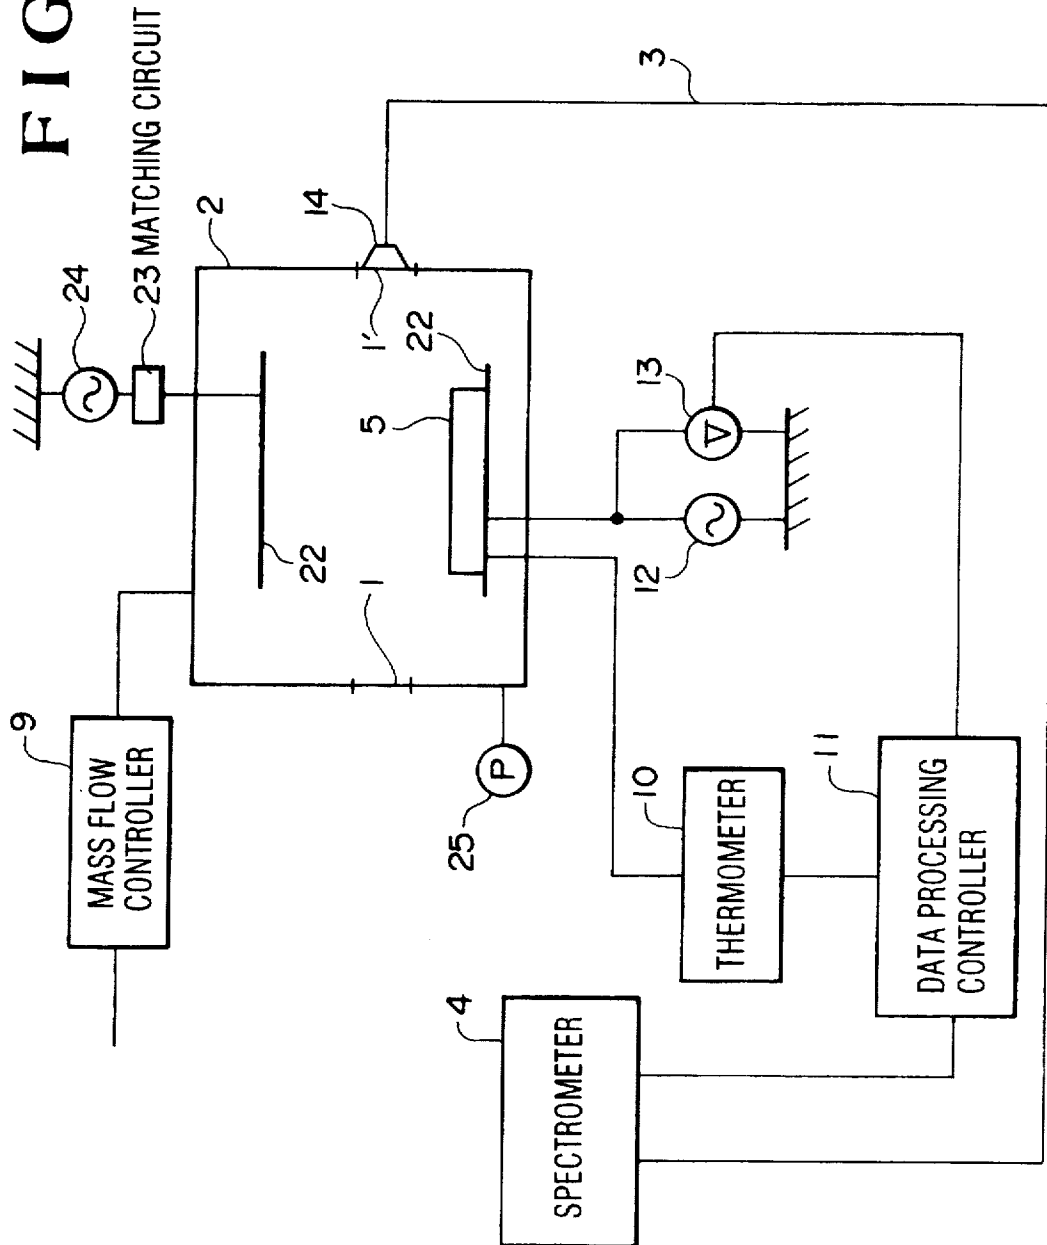 FIG
24
23 MATCHING CIRCUIT
2
9
MASS FLOW
CONTROLLER
22
14
3
1
1'
5
22
25
P
13
V
12
10
THERMOMETER
11
DATA PROCESSING
CONTROLLER
4
SPECTROMETER